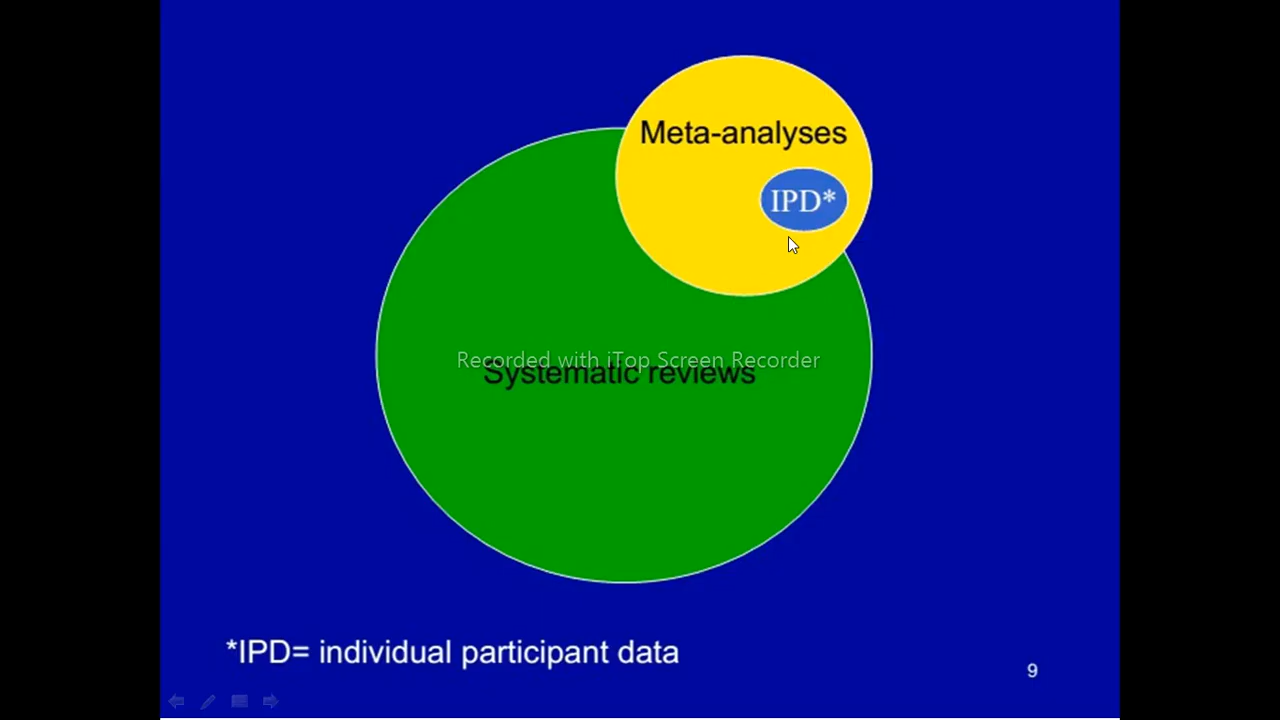 Meta-analyses
IPD*
Recorded with iTop Screen Recorder
Systematic reviews
*IPD= individual participant data
9